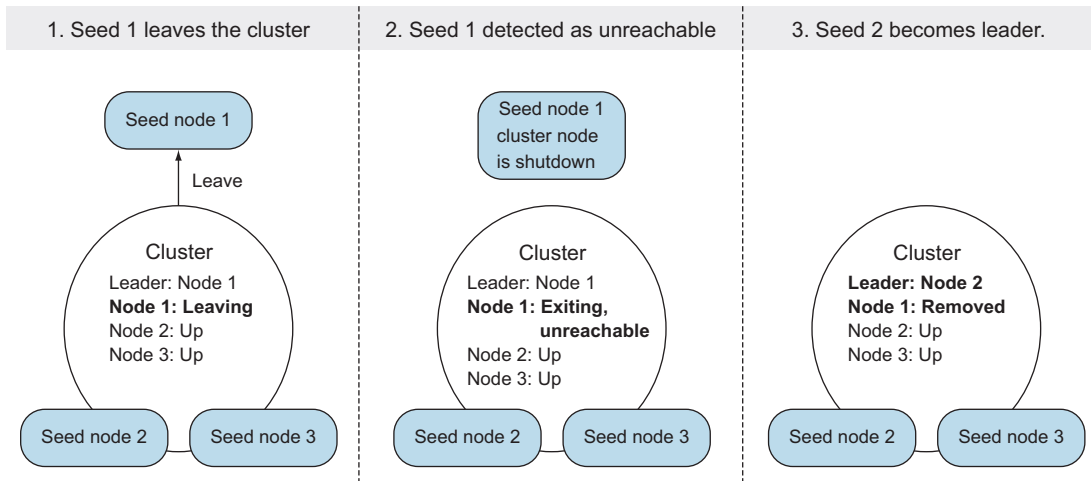 1. Seed 1 leaves the cluster
Seed node 1
Leave
Cluster
Leader: Node 1
Node 1: Leaving
Node 2: Up
Node 3: Up
Seed node 2
Seed node 3
2. Seed 1 detected as unreachable
Seed node 1
cluster node
is shutdown
Cluster
Leader: Node 1
Node 1: Exiting,
unreachable
Node 2: Up
Node 3: Up
Seed node 2
Seed node 3
3. Seed 2 becomes leader.
Cluster
Leader: Node 2
Node 1: Removed
Node 2: Up
Node 3: Up
Seed node 2
Seed node 3